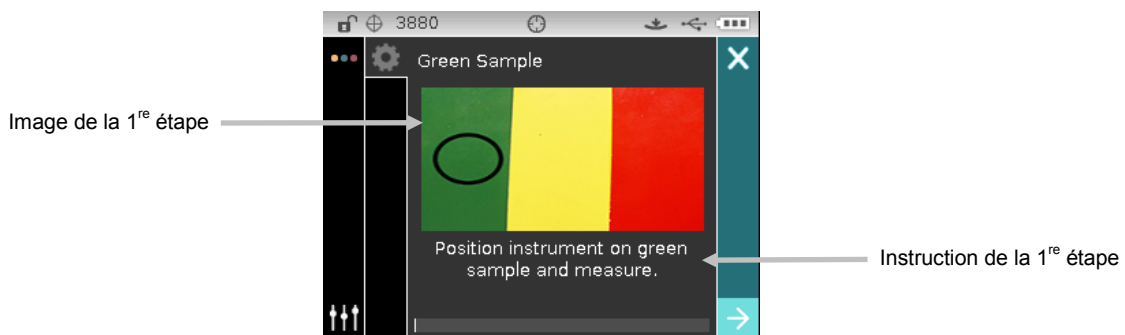 3880
Green Sample
Image de la 1re étape
Position instrument on green
sample and measure.
Instruction de la 1re étape